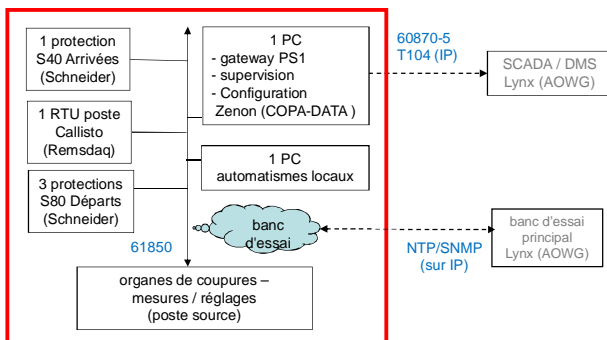 1 protection
S40 Arrivées
(Schneider)
1 PC
- gateway PS1
- supervision
- Configuration
Zenon (COPA-DATA )
60870-5
T104 (IP)
SCADA / DMS
Lynx (AOWG)
1 RTU poste
Callisto
(Remsdaq)
1 PC
automatismes locaux
3 protections
S80 Départs
(Schneider)
banc
d'essai
61850
NTP/SNMP
(sur IP)
banc d'essai
principal
Lynx (AOWG)
organes de coupures –
mesures / réglages
(poste source)